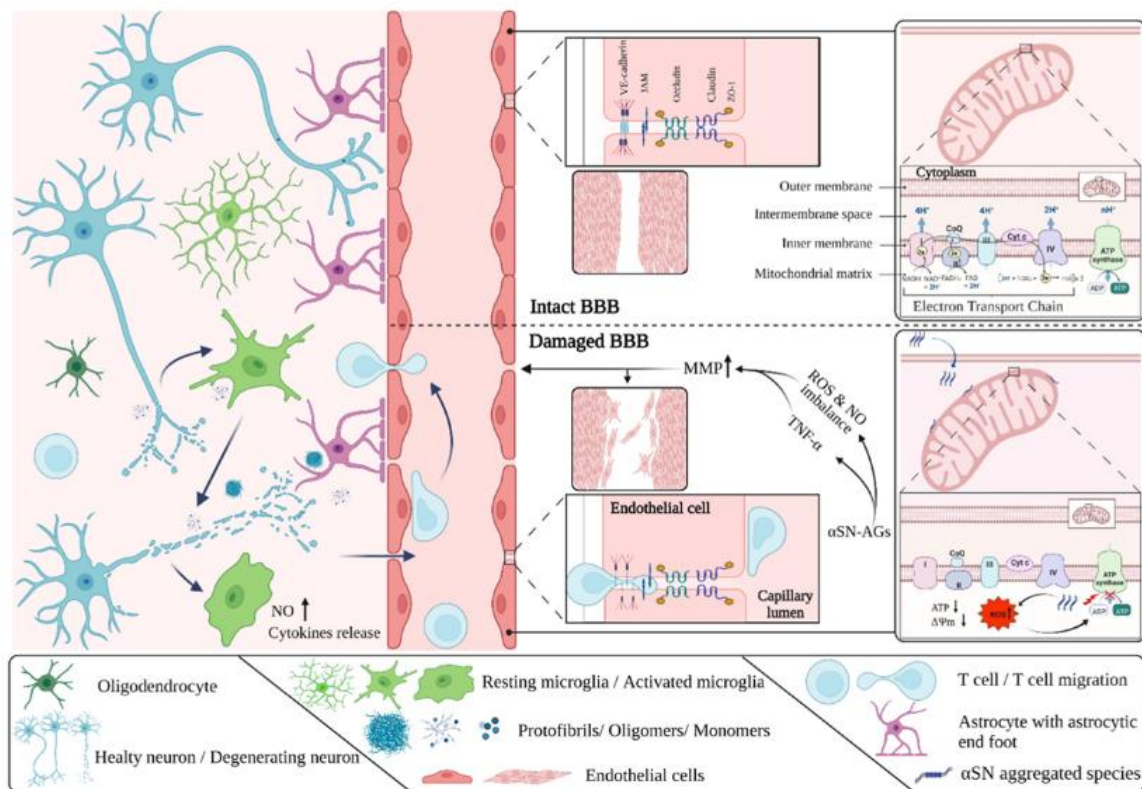 VE-cadherin
JAM
Occludin
Claudin
ZO-1
Outer membrane
Intermembrane space
Inner membrane
Mitochondrial matrix
Cytoplasm
4H⁺
4H⁺
2H⁺
nH⁺
I
CoQ
II
III
Cyt c
IV
ATP
synthase
ADP
ATP
Electron Transport Chain
Intact BBB
Damaged BBB
MMP
ROS & NO
imbalance
TNF-α
αSN-AGs
Endothelial cell
Capillary
lumen
I
CoQ
II
III
Cyt c
IV
ATP
synthase
ATP
ΔΨm
ROS
ADP
ATP
NO
Cytokines release
Oligodendrocyte
Healty neuron / Degenerating neuron
Resting microglia / Activated microglia
Protofibrils/ Oligomers/ Monomers
Endothelial cells
T cell / T cell migration
Astrocyte with astrocytic
end foot
αSN aggregated species